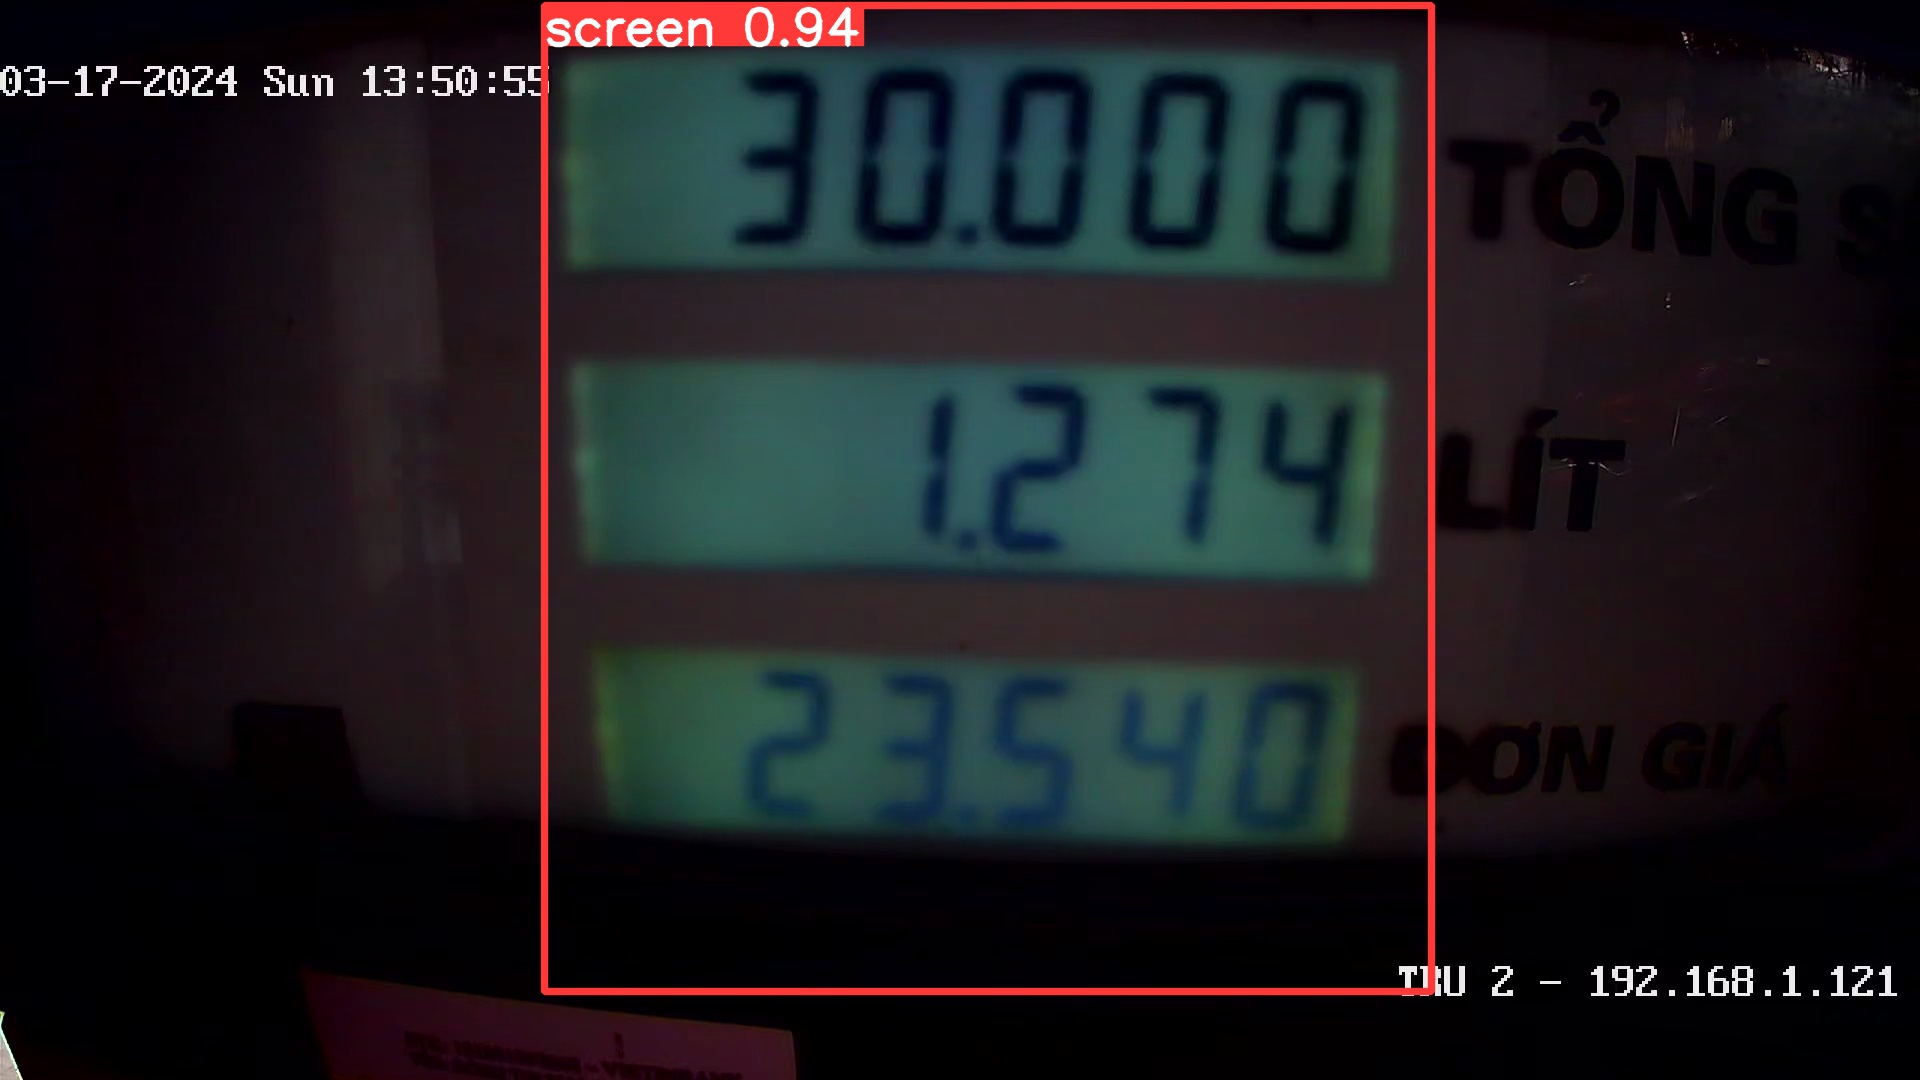 screen 0.94
03-17-2024 Sun 13:50:55
30.000
TỔNG S
1.274
LÍT
23.540
ĐƠN GIÁ
TRU 2 - 192.168.1.121